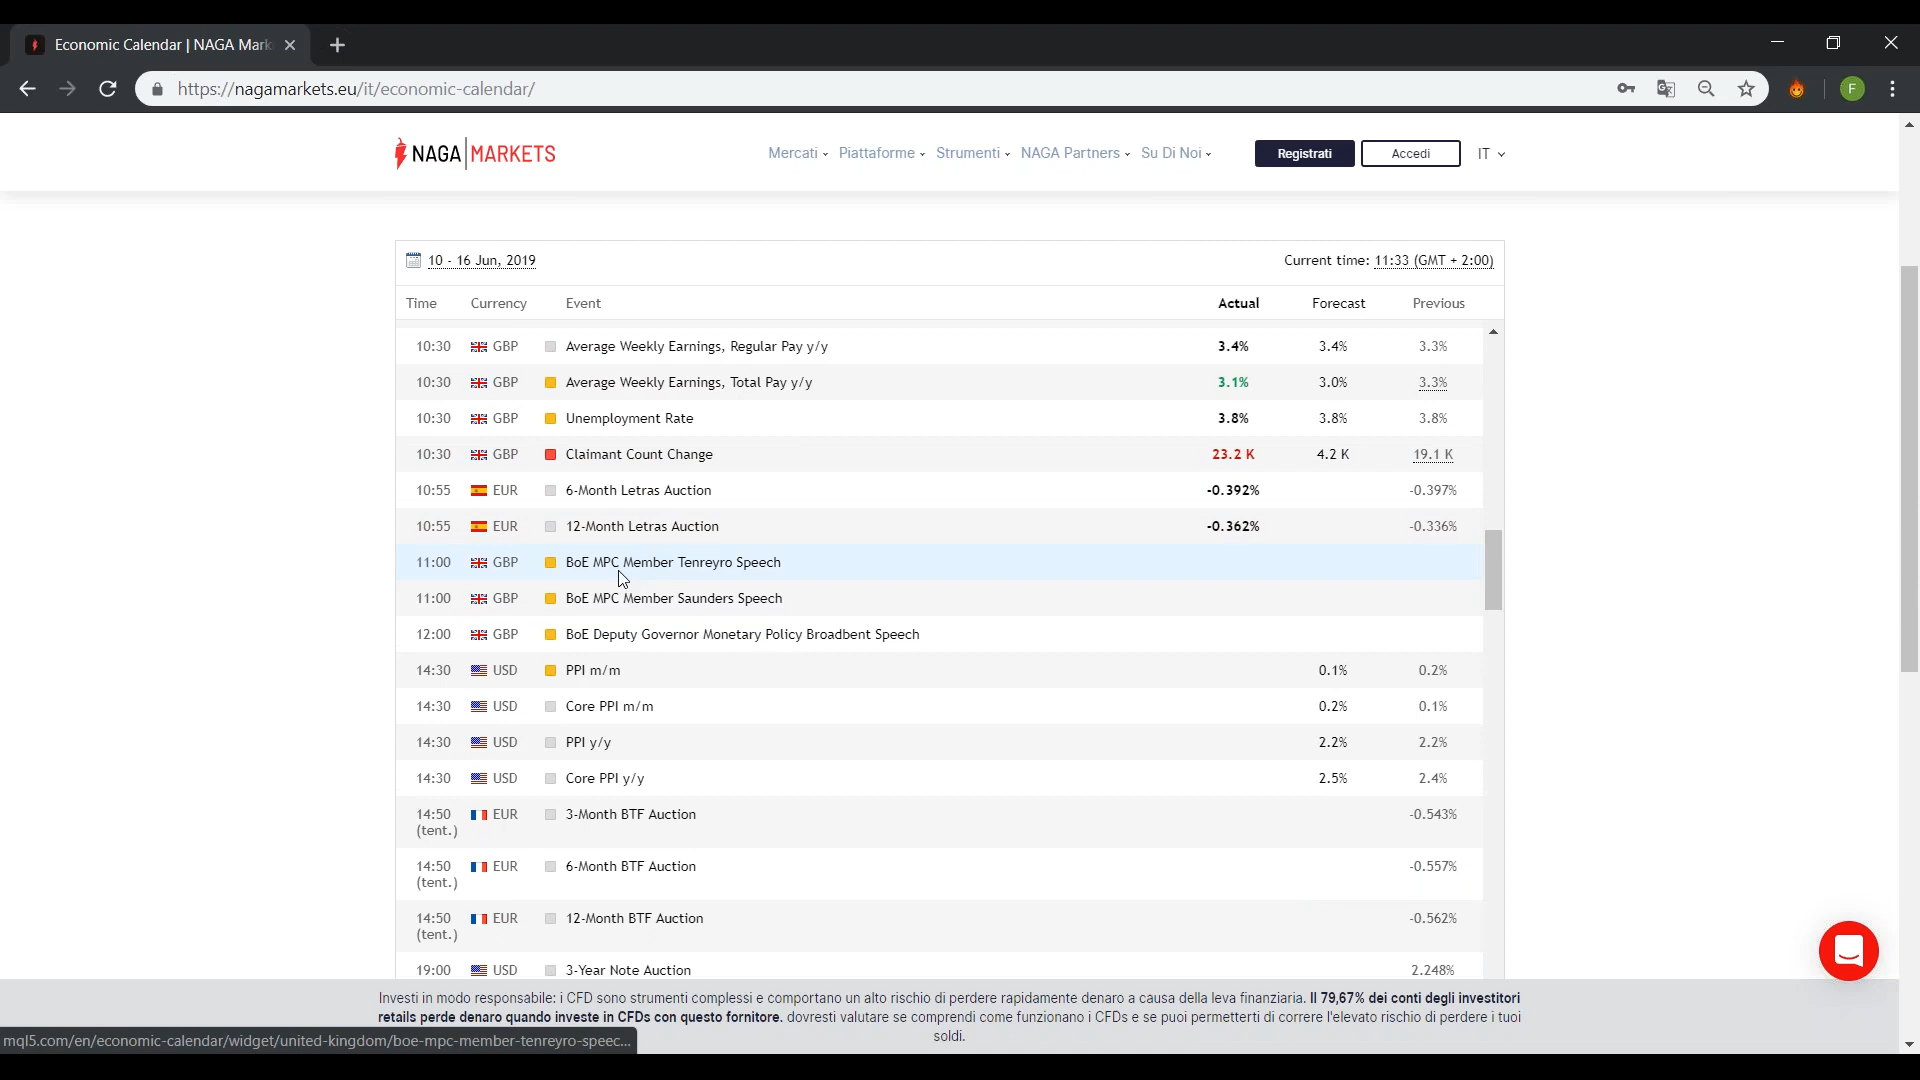 Economic Calendar | NAGA Mark
https://nagamarkets.eu/it/economic-calendar/
F
NAGA MARKETS
Mercati Piattaforme Strumenti NAGA Partners Su Di Noi Registrati Accedi IT
10 - 16 Jun, 2019 Current time: 11:33 (GMT + 2:00)
Time Currency Event Actual Forecast Previous
10:30 GBP Average Weekly Earnings, Regular Pay y/y 3.4% 3.4% 3.3%
10:30 GBP Average Weekly Earnings, Total Pay y/y 3.1% 3.0% 3.3%
10:30 GBP Unemployment Rate 3.8% 3.8% 3.8%
10:30 GBP Claimant Count Change 23.2 K 4.2 K 19.1 K
10:55 EUR 6-Month Letras Auction -0.392% -0.397%
10:55 EUR 12-Month Letras Auction -0.362% -0.336%
11:00 GBP BoE MPC Member Tenreyro Speech
11:00 GBP BoE MPC Member Saunders Speech
12:00 GBP BoE Deputy Governor Monetary Policy Broadbent Speech
14:30 USD PPI m/m 0.1% 0.2%
14:30 USD Core PPI m/m 0.2% 0.1%
14:30 USD PPI y/y 2.2% 2.2%
14:30 USD Core PPI y/y 2.5% 2.4%
14:50 EUR 3-Month BTF Auction -0.543%
(tent.)
14:50 EUR 6-Month BTF Auction -0.557%
(tent.)
14:50 EUR 12-Month BTF Auction -0.562%
(tent.)
19:00 USD 3-Year Note Auction 2.248%
Investi in modo responsabile: i CFD sono strumenti complessi e comportano un alto rischio di perdere rapidamente denaro a causa della leva finanziaria. Il 79,67% dei conti degli investitori
retails perde denaro quando investe in CFDs con questo fornitore. dovresti valutare se comprendi come funzionano i CFDs e se puoi permetterti di correre l'elevato rischio di perdere i tuoi
soldi.
mql5.com/en/economic-calendar/widget/united-kingdom/boe-mpc-member-tenreyro-speec...